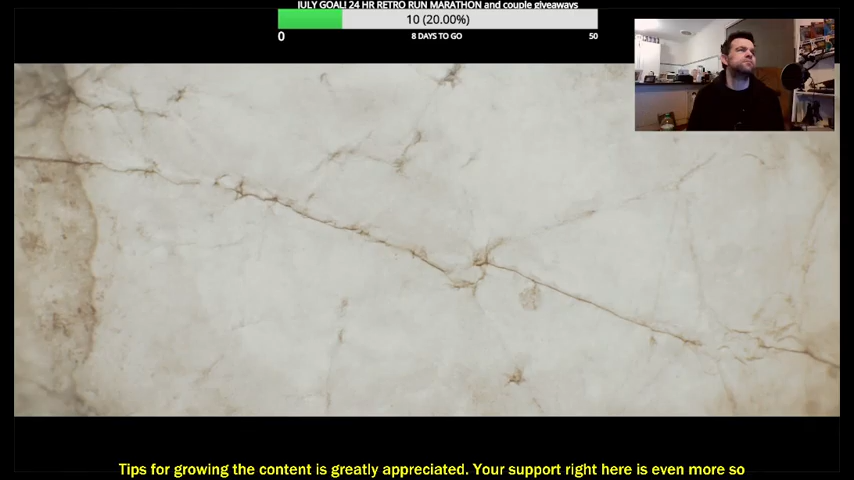 JULY GOAL! 24 HR RETRO RUN MARATHON and couple giveaways
10 (20.00%)
0
8 DAYS TO GO
50
Tips for growing the content is greatly appreciated. Your support right here is even more so